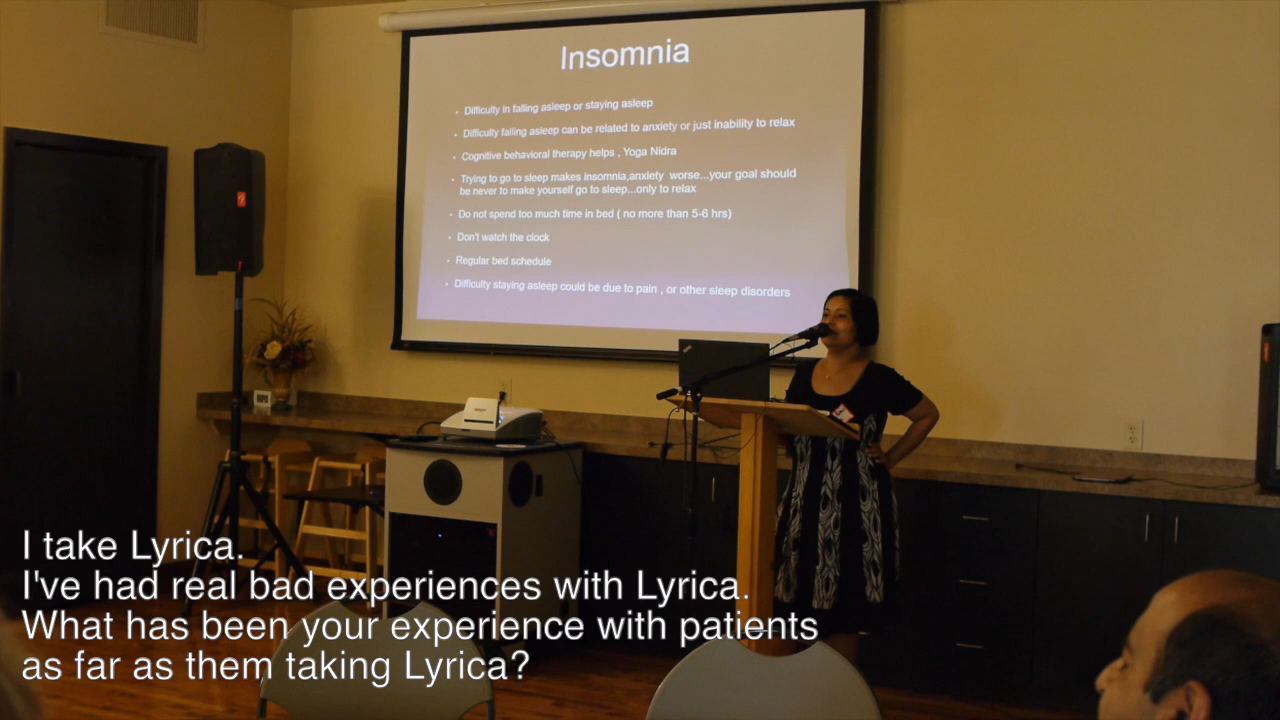 Insomnia
• Difficulty in falling asleep or staying asleep
• Difficulty falling asleep can be related to anxiety or just inability to relax
• Cognitive behavioral therapy helps , Yoga Nidra
• Trying to go to sleep makes insomnia,anxiety worse...your goal should
be never to make yourself go to sleep...only to relax
• Do not spend too much time in bed ( no more than 5-6 hrs)
• Don't watch the clock
• Regular bed schedule
• Difficulty staying asleep could be due to pain , or other sleep disorders
I take Lyrica.
I've had real bad experiences with Lyrica.
What has been your experience with patients
as far as them taking Lyrica?